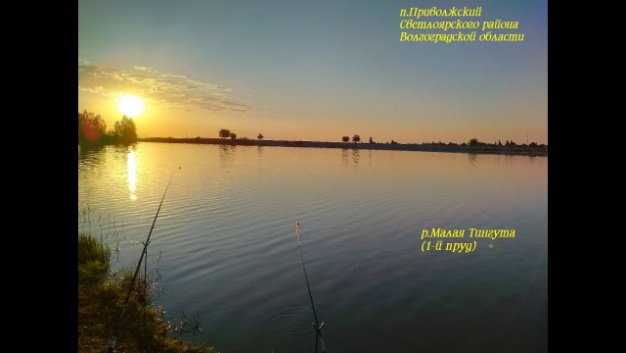 п.Приволжский
Светлоярского района
Волгоградской области
р.Малая Тингута
(1-й пруд)